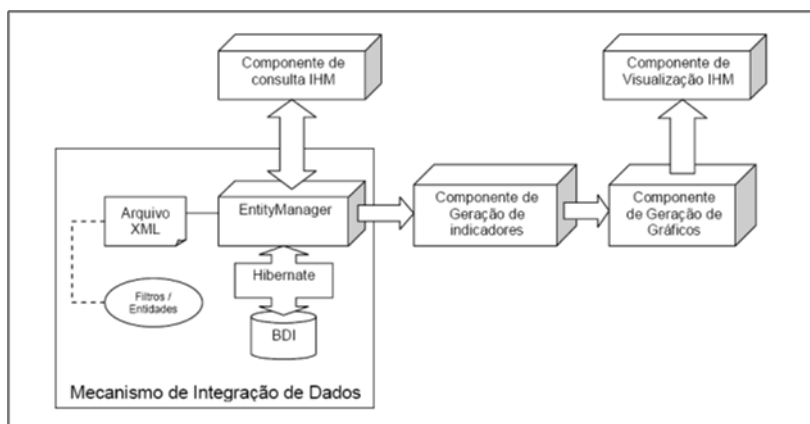 Componente de
consulta IHM
Componente de
Visualização IHM
Arquivo
XML
EntityManager
Componente de
Geração de
indicadores
Componente
de Geração de
Gráficos
Hibernate
Filtros /
Entidades
BDI
Mecanismo de Integração de Dados